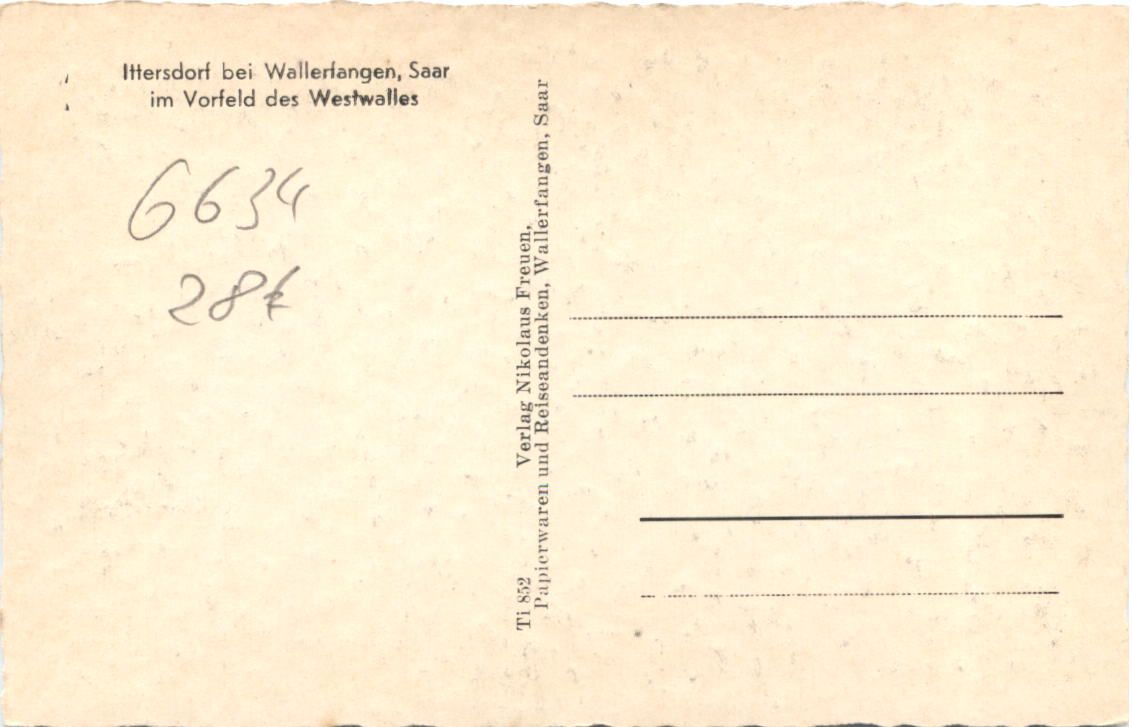 Ittersdorf bei Wallerfangen, Saar
im Vorfeld des Westwalles
6634
28€
Ti 852 Verlag Nikolaus Freuen,
Papierwaren und Reiseandenken, Wallerfangen, Saar